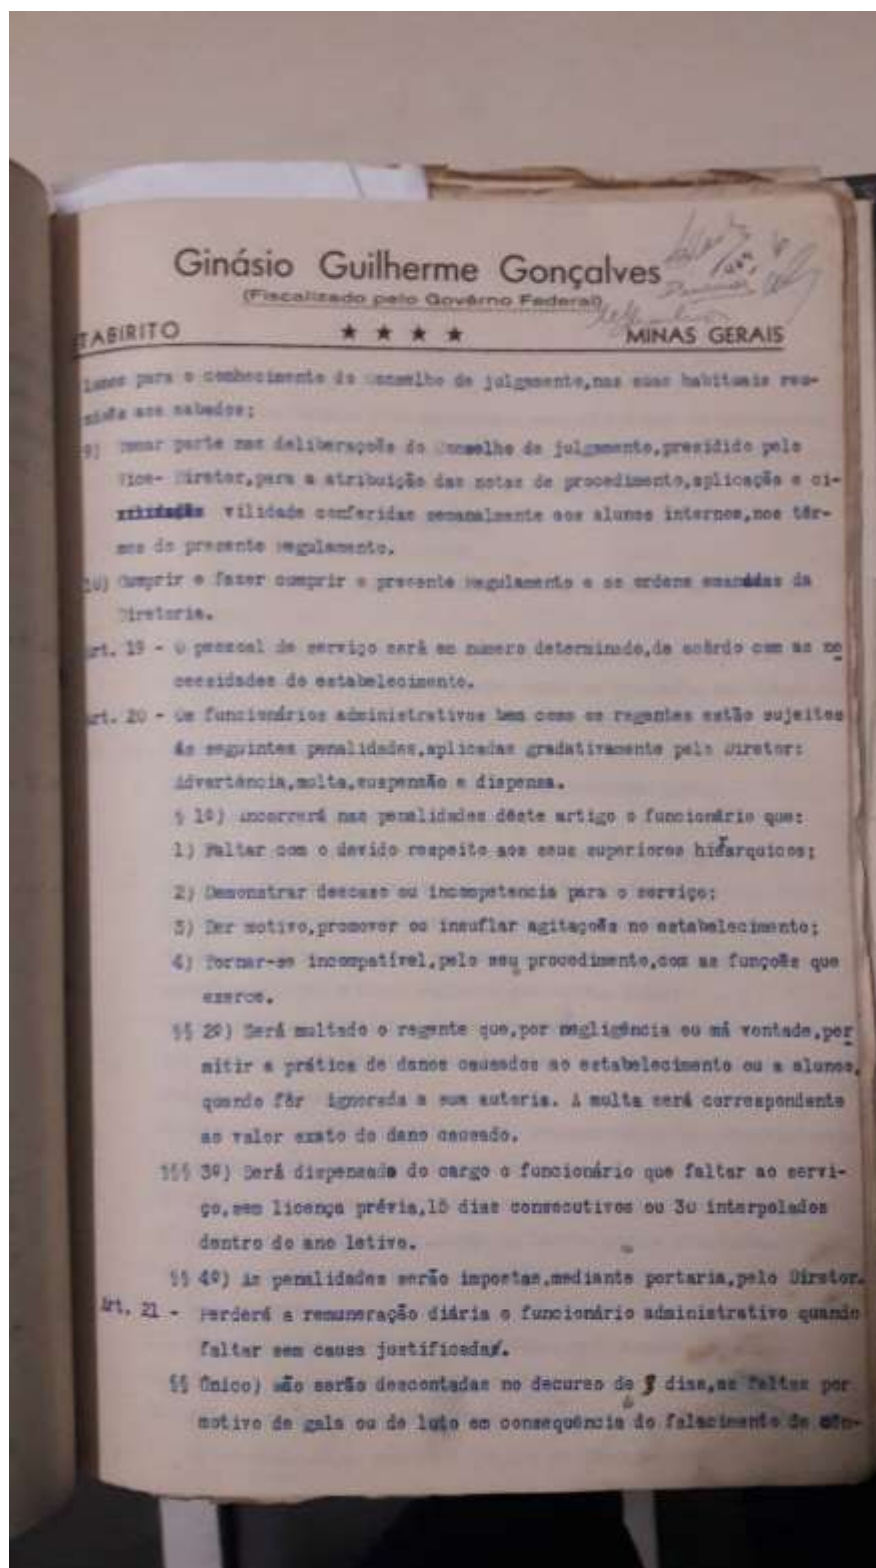 Ginásio Guilherme Gonçalves
(Fiscalizado pelo Govêrno Federal)
ITABIRITO ★ ★ ★ ★ MINAS GERAIS
para o conhecimento do Conselho de julgamento,nas suas habituais reu-
aos sabados;
9) Tomar parte nas deliberaçoẽs do Conselho de julgamento,presidido pelo
Vice- Diretor,para a atribuição das notas de procedimento,aplicação e ci-
vilidade conferidas semanalmente aos alunos internos,nos têr-
mos do presente Regulamento.
10) Cumprir e fazer cumprir o presente Regulamento e as ordens emanadas da
Diretoria.
Art. 19 - O pessoal de serviço será em numero determinado,de acôrdo com as ne
cessidades do estabelecimento.
Art. 20 - Os funcionários administrativos bem como os regentes estão sujeitos
ás seguintes penalidades,aplicadas gradativamente pelo Diretor:
Advertência,multa,suspensão e dispensa.
§ 1º) Incorrerá nas penalidades dêste artigo o funcionário que:
1) Faltar com o devido respeito aos seus superiores hierarquicos;
2) Demonstrar descaso ou incompetencia para o serviço;
3) Der motivo,promover ou insuflar agitaçoẽs no estabelecimento;
4) Tornar-se incompatível,pelo seu procedimento,com as funçoẽs que
exerce.
§§ 2º) Será multado o regente que,por negligência ou má vontade,per
mitir a prática de danos causados ao estabelecimento ou a alunos,
quando fôr ignorada a sua autoria. A multa será correspondente
ao valor exato do dano causado.
§§§ 3º) Será dispensado do cargo o funcionário que faltar ao servi-
ço,sem licença prévia,15 dias consecutivos ou 30 interpolados
dentro do ano letivo.
§§ 4º) As penalidades serão impostas,mediante portaria,pelo Diretor.
Art. 21 - Perderá a remuneração diária o funcionário administrativo quando
faltar sem causa justificada.
§§ Único) Não serão descontadas no decurso de 8 dias,as faltas por
motivo de gala ou de luto em consequência do falecimento de côn-